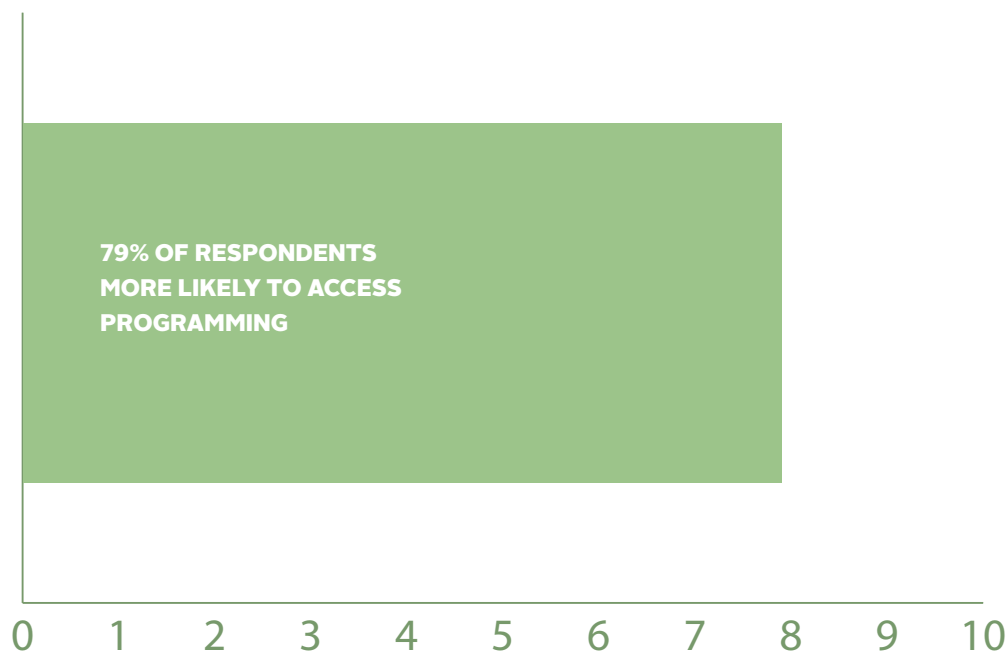 79% OF RESPONDENTS
MORE LIKELY TO ACCESS
PROGRAMMING
0 1 2 3 4 5 6 7 8 9 10